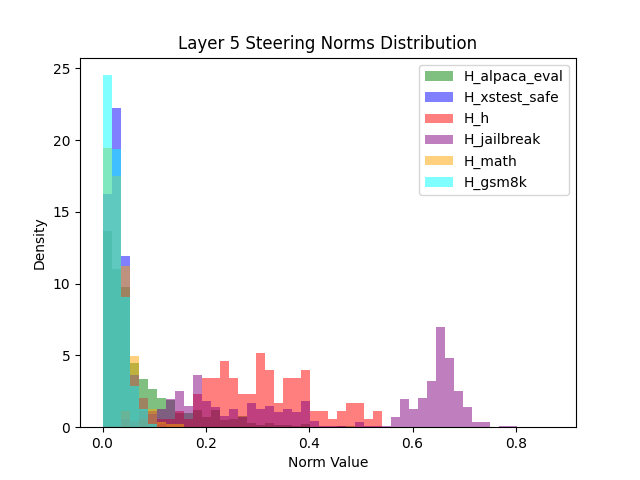 Layer 5 Steering Norms Distribution
25
20
15
10
5
0
Density
H_alpaca_eval
H_xstest_safe
H_h
H_jailbreak
H_math
H_gsm8k
0.0 0.2 0.4 0.6 0.8
Norm Value